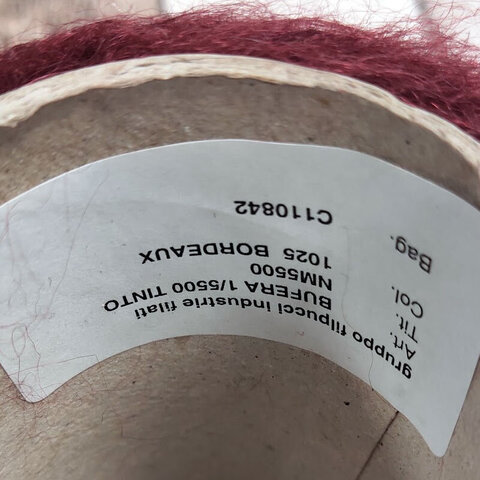 gruppo filpucci industrie filati
Art. BUFERA 1/5500 TINTO
Tit. NM5500
Col. 1025 BORDEAUX
Bag. C110842